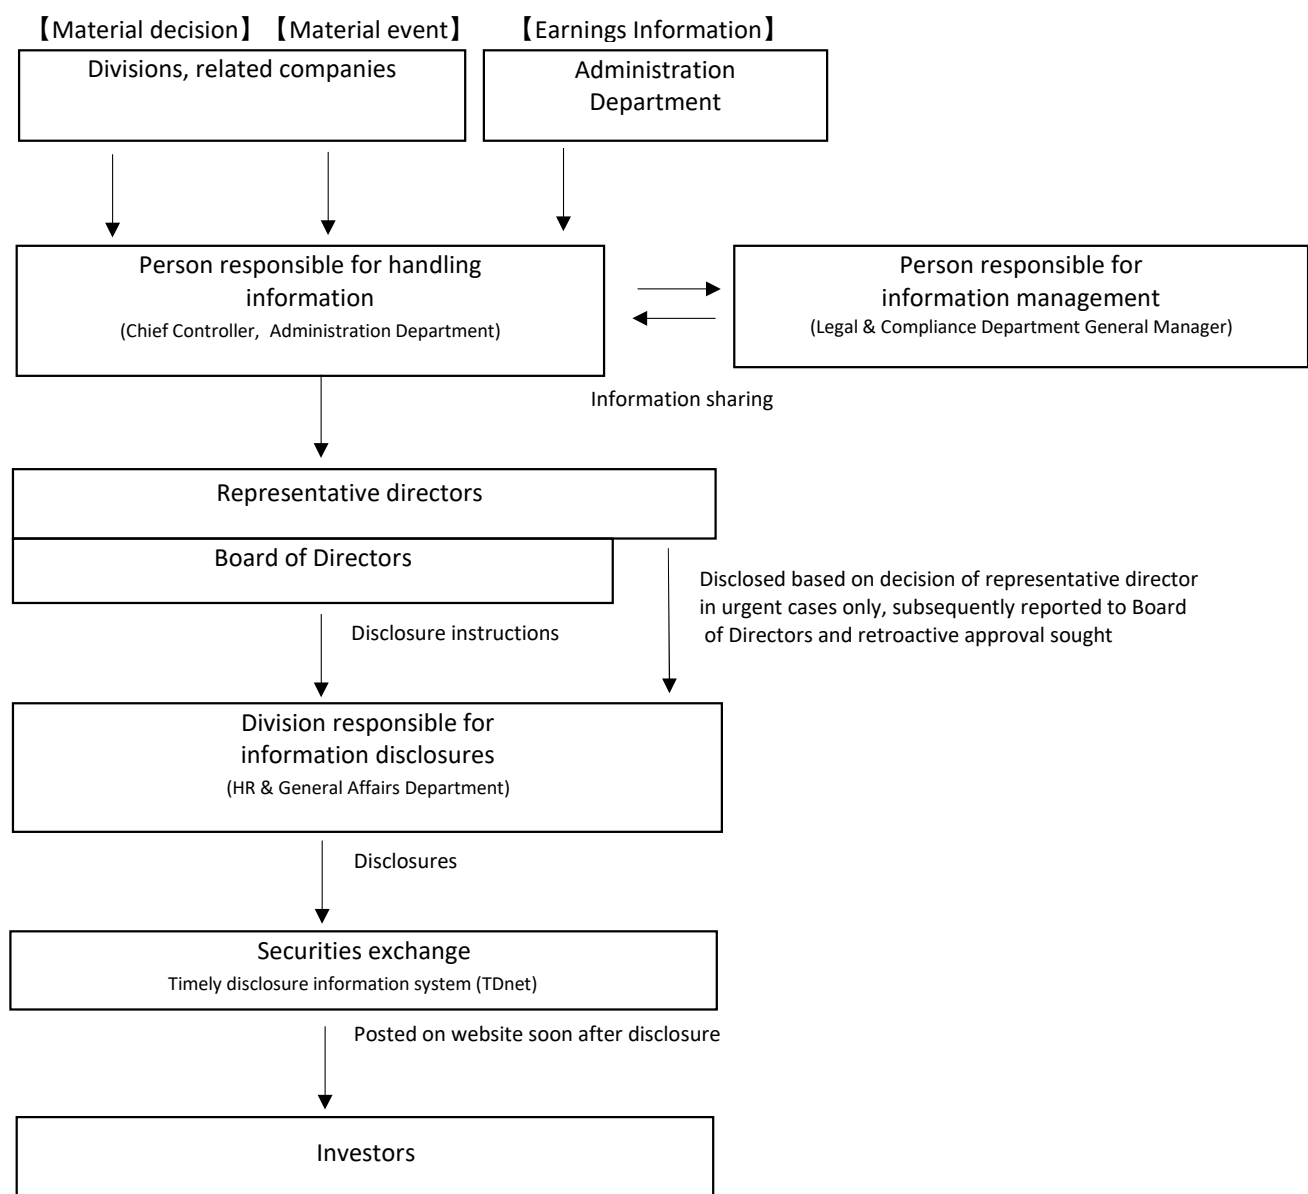 【Material decision】【Material event】 【Earnings Information】
Divisions, related companies
Administration
Department
Person responsible for handling
information
(Chief Controller, Administration Department)
Person responsible for
information management
(Legal & Compliance Department General Manager)
Information sharing
Representative directors
Board of Directors
Disclosed based on decision of representative director
in urgent cases only, subsequently reported to Board
of Directors and retroactive approval sought
Disclosure instructions
Division responsible for
information disclosures
(HR & General Affairs Department)
Disclosures
Securities exchange
Timely disclosure information system (TDnet)
Posted on website soon after disclosure
Investors